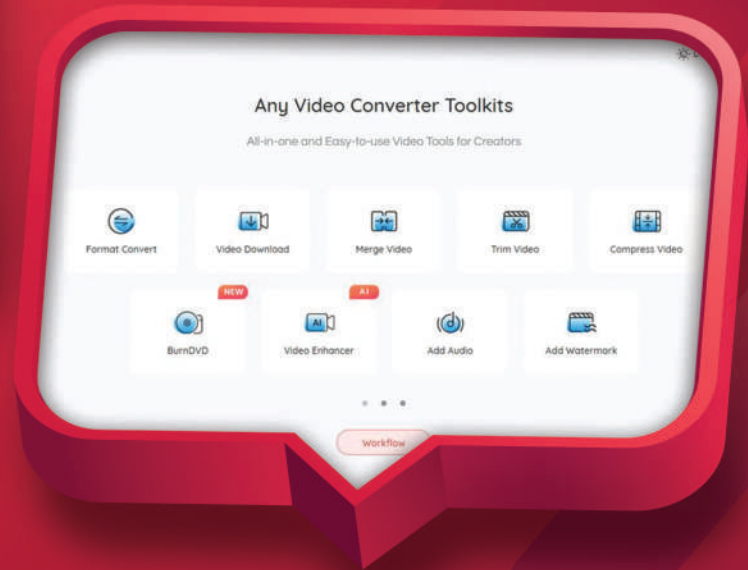 Any Video Converter Toolkits
All-in-one and Easy-to-use Video Tools for Creators
Format Convert
Video Download
Merge Video
Trim Video
Compress Video
NEW
BurnDVD
AI
AI
Video Enhancer
Add Audio
Add Watermark
Workflow